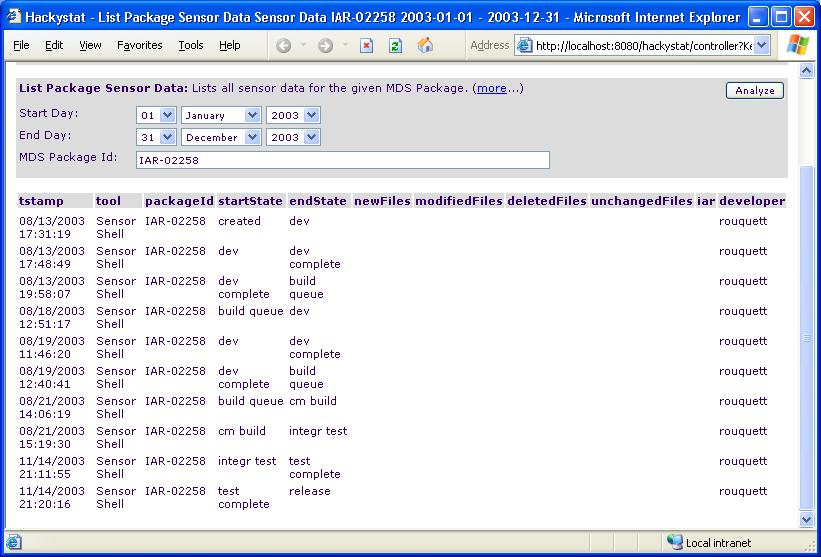 Hackystat - List Package Sensor Data Sensor Data IAR-02258 2003-01-01 - 2003-12-31 - Microsoft Internet Explorer
File Edit View Favorites Tools Help Address http://localhost:8080/hackystat/controller?Ke
List Package Sensor Data: Lists all sensor data for the given MDS Package. (more...) Analyze
Start Day: 01 January 2003
End Day: 31 December 2003
MDS Package Id: IAR-02258
tstamp tool packageId startState endState newFiles modifiedFiles deletedFiles unchangedFiles iar developer
08/13/2003 Sensor IAR-02258 created dev rouquett
17:31:19 Shell
08/13/2003 Sensor IAR-02258 dev dev rouquett
17:48:49 Shell complete
08/13/2003 Sensor IAR-02258 dev build rouquett
19:58:07 Shell complete queue
08/18/2003 Sensor IAR-02258 build queue dev rouquett
12:51:17 Shell
08/19/2003 Sensor IAR-02258 dev dev rouquett
11:46:20 Shell complete
08/19/2003 Sensor IAR-02258 dev build rouquett
12:40:41 Shell complete queue
08/21/2003 Sensor IAR-02258 build queue cm build rouquett
14:06:19 Shell
08/21/2003 Sensor IAR-02258 cm build integr test rouquett
15:19:30 Shell
11/14/2003 Sensor IAR-02258 integr test test rouquett
21:11:55 Shell complete
11/14/2003 Sensor IAR-02258 test release rouquett
21:20:16 Shell complete
Local intranet